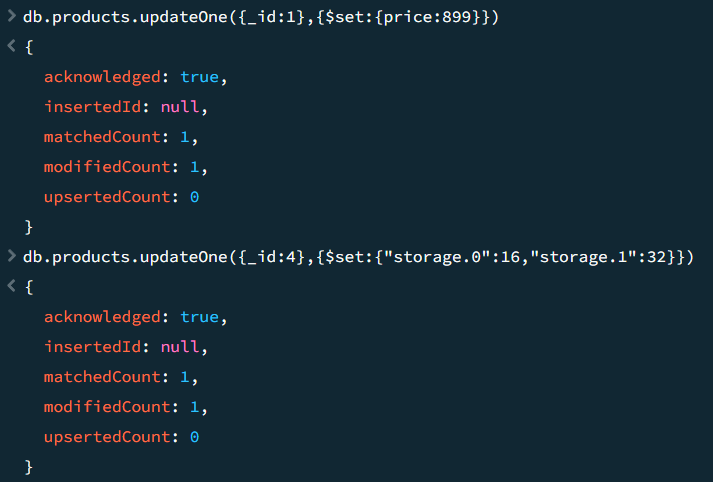 > db.products.updateOne({_id:1},{$set:{price:899}})
< {
acknowledged: true,
insertedId: null,
matchedCount: 1,
modifiedCount: 1,
upsertedCount: 0
}
> db.products.updateOne({_id:4},{$set:{"storage.0":16,"storage.1":32}})
< {
acknowledged: true,
insertedId: null,
matchedCount: 1,
modifiedCount: 1,
upsertedCount: 0
}